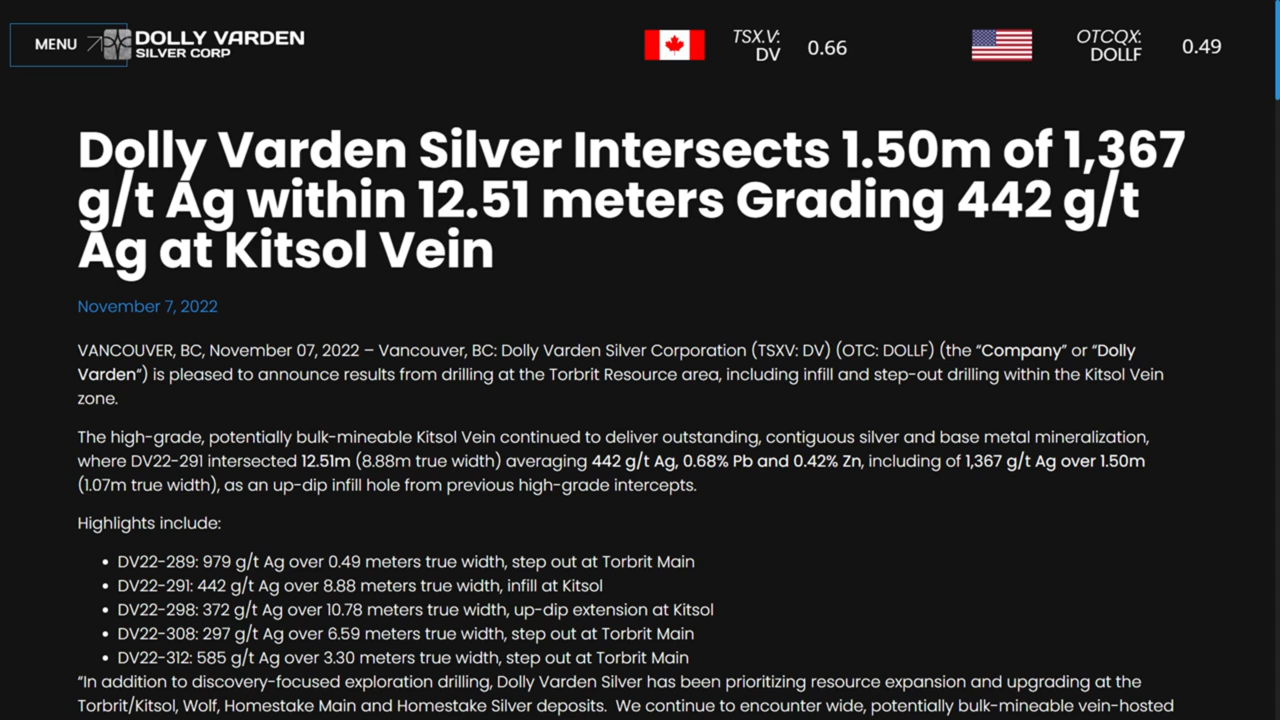 MENU
DOLLY VARDEN
SILVER CORP
TSX.V:
DV
0.66
OTCQX:
DOLLF
0.49
Dolly Varden Silver Intersects 1.50m of 1,367
g/t Ag within 12.51 meters Grading 442 g/t
Ag at Kitsol Vein
November 7, 2022
VANCOUVER, BC, November 07, 2022 – Vancouver, BC: Dolly Varden Silver Corporation (TSXV: DV) (OTC: DOLLF) (the “Company” or “Dolly
Varden“) is pleased to announce results from drilling at the Torbrit Resource area, including infill and step-out drilling within the Kitsol Vein
zone.
The high-grade, potentially bulk-mineable Kitsol Vein continued to deliver outstanding, contiguous silver and base metal mineralization,
where DV22-291 intersected 12.51m (8.88m true width) averaging 442 g/t Ag, 0.68% Pb and 0.42% Zn, including of 1,367 g/t Ag over 1.50m
(1.07m true width), as an up-dip infill hole from previous high-grade intercepts.
Highlights include:
• DV22-289: 979 g/t Ag over 0.49 meters true width, step out at Torbrit Main
• DV22-291: 442 g/t Ag over 8.88 meters true width, infill at Kitsol
• DV22-298: 372 g/t Ag over 10.78 meters true width, up-dip extension at Kitsol
• DV22-308: 297 g/t Ag over 6.59 meters true width, step out at Torbrit Main
• DV22-312: 585 g/t Ag over 3.30 meters true width, step out at Torbrit Main
“In addition to discovery-focused exploration drilling, Dolly Varden Silver has been prioritizing resource expansion and upgrading at the
Torbrit/Kitsol, Wolf, Homestake Main and Homestake Silver deposits.  We continue to encounter wide, potentially bulk-mineable vein-hosted